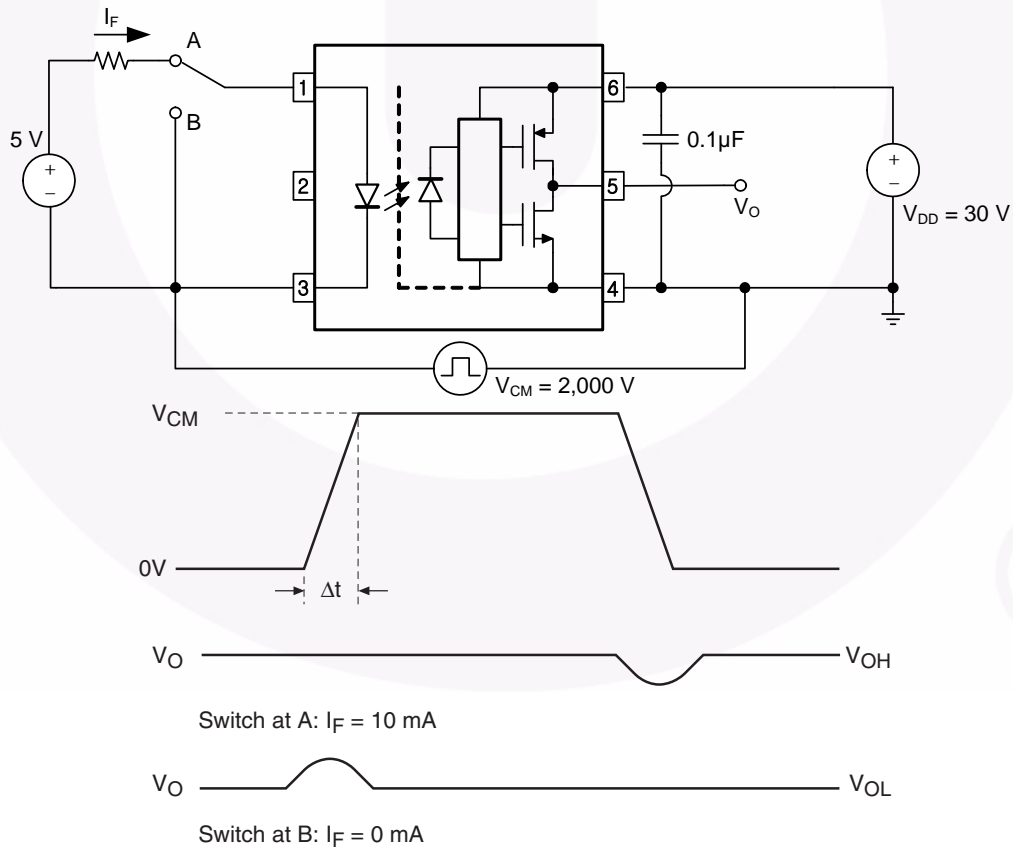 I_F
A
B
5 V
+
−
1
2
3
6
5
4
0.1µF
V_O
+
−
V_DD = 30 V
V_CM = 2,000 V
V_CM
0V
Δt
V_O
V_OH
Switch at A: I_F = 10 mA
V_O
V_OL
Switch at B: I_F = 0 mA